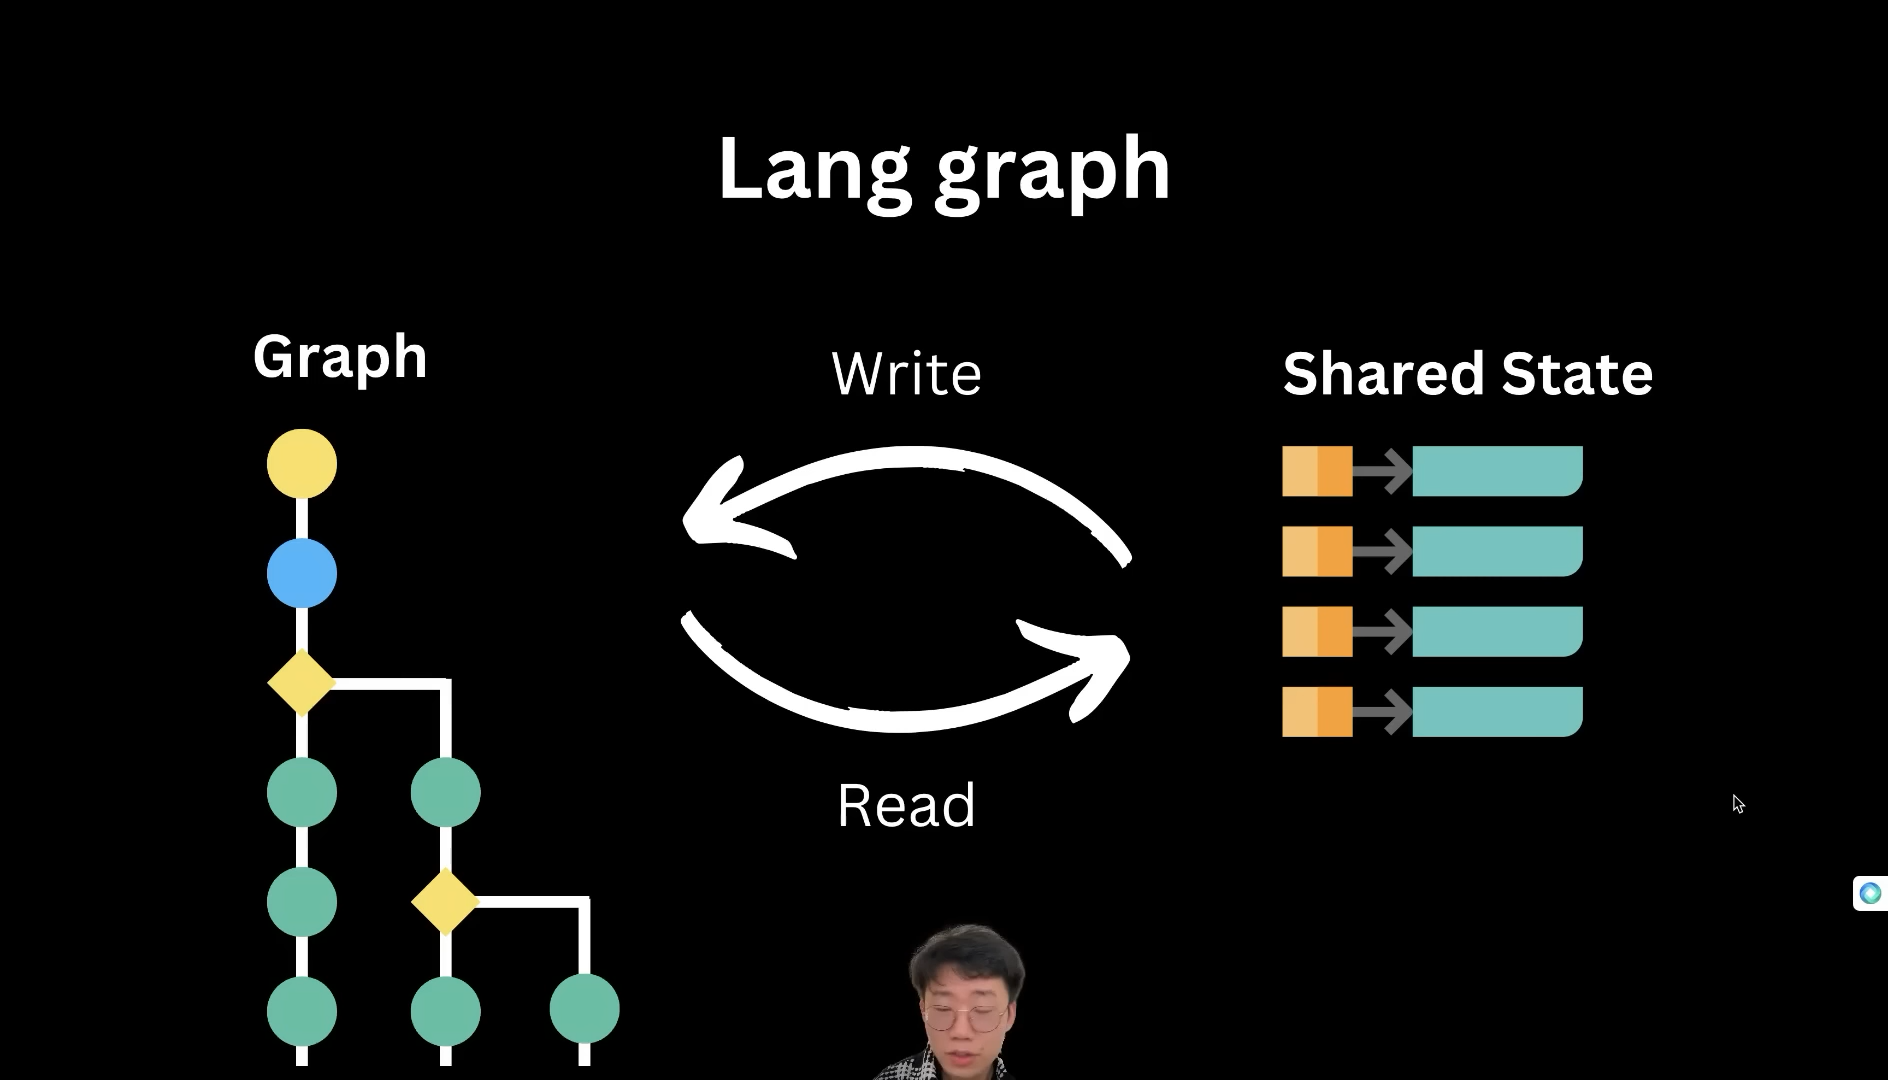 Lang graph
Graph
Write
Shared State
Read